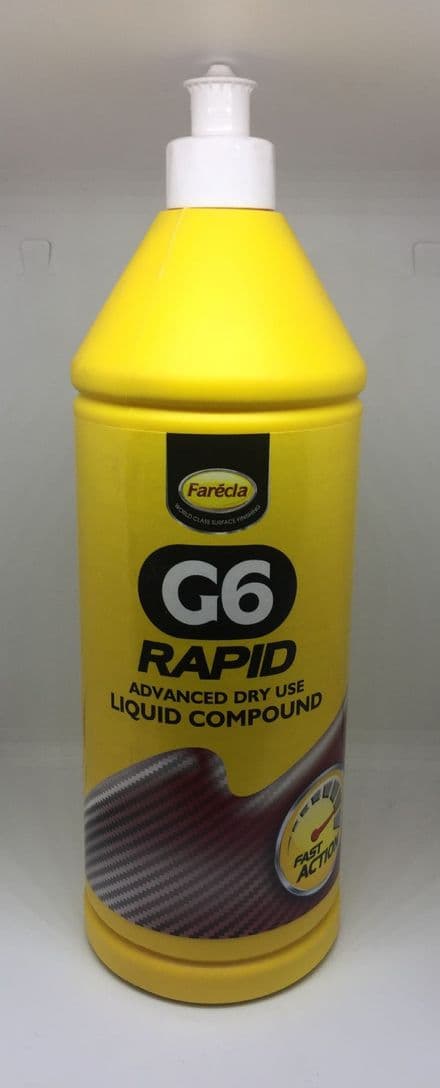 Farécla
WORLD CLASS SURFACE FINISHING
G6
RAPID
ADVANCED DRY USE
LIQUID COMPOUND
FAST
ACTION